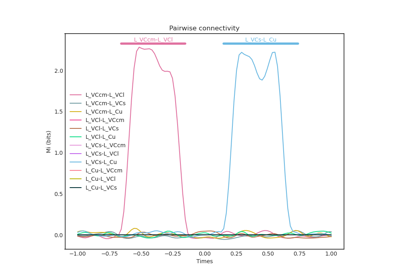 Pairwise connectivity
L_VCcm-L_VCl
L_VCs-L_Cu
2.0
1.5
1.0
0.5
0.0
MI (bits)
L_VCcm-L_VCl
L_VCcm-L_VCs
L_VCcm-L_Cu
L_VCl-L_VCcm
L_VCl-L_VCs
L_VCl-L_Cu
L_VCs-L_VCcm
L_VCs-L_VCl
L_VCs-L_Cu
L_Cu-L_VCcm
L_Cu-L_VCl
L_Cu-L_VCs
−1.00 −0.75 −0.50 −0.25 0.00 0.25 0.50 0.75 1.00
Times